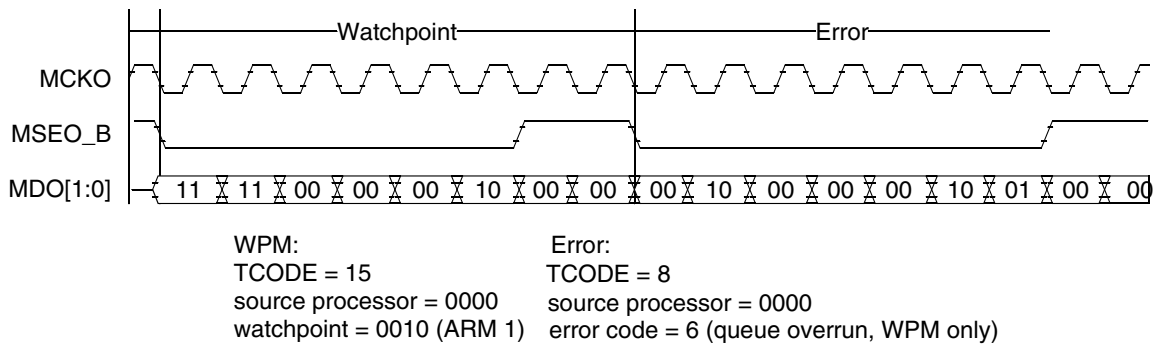 Watchpoint Error
MCKO
MSEO_B
MDO[1:0] 11 11 00 00 00 10 00 00 00 10 00 00 00 10 01 00 00
WPM: Error:
TCODE = 15 TCODE = 8
source processor = 0000 source processor = 0000
watchpoint = 0010 (ARM 1) error code = 6 (queue overrun, WPM only)